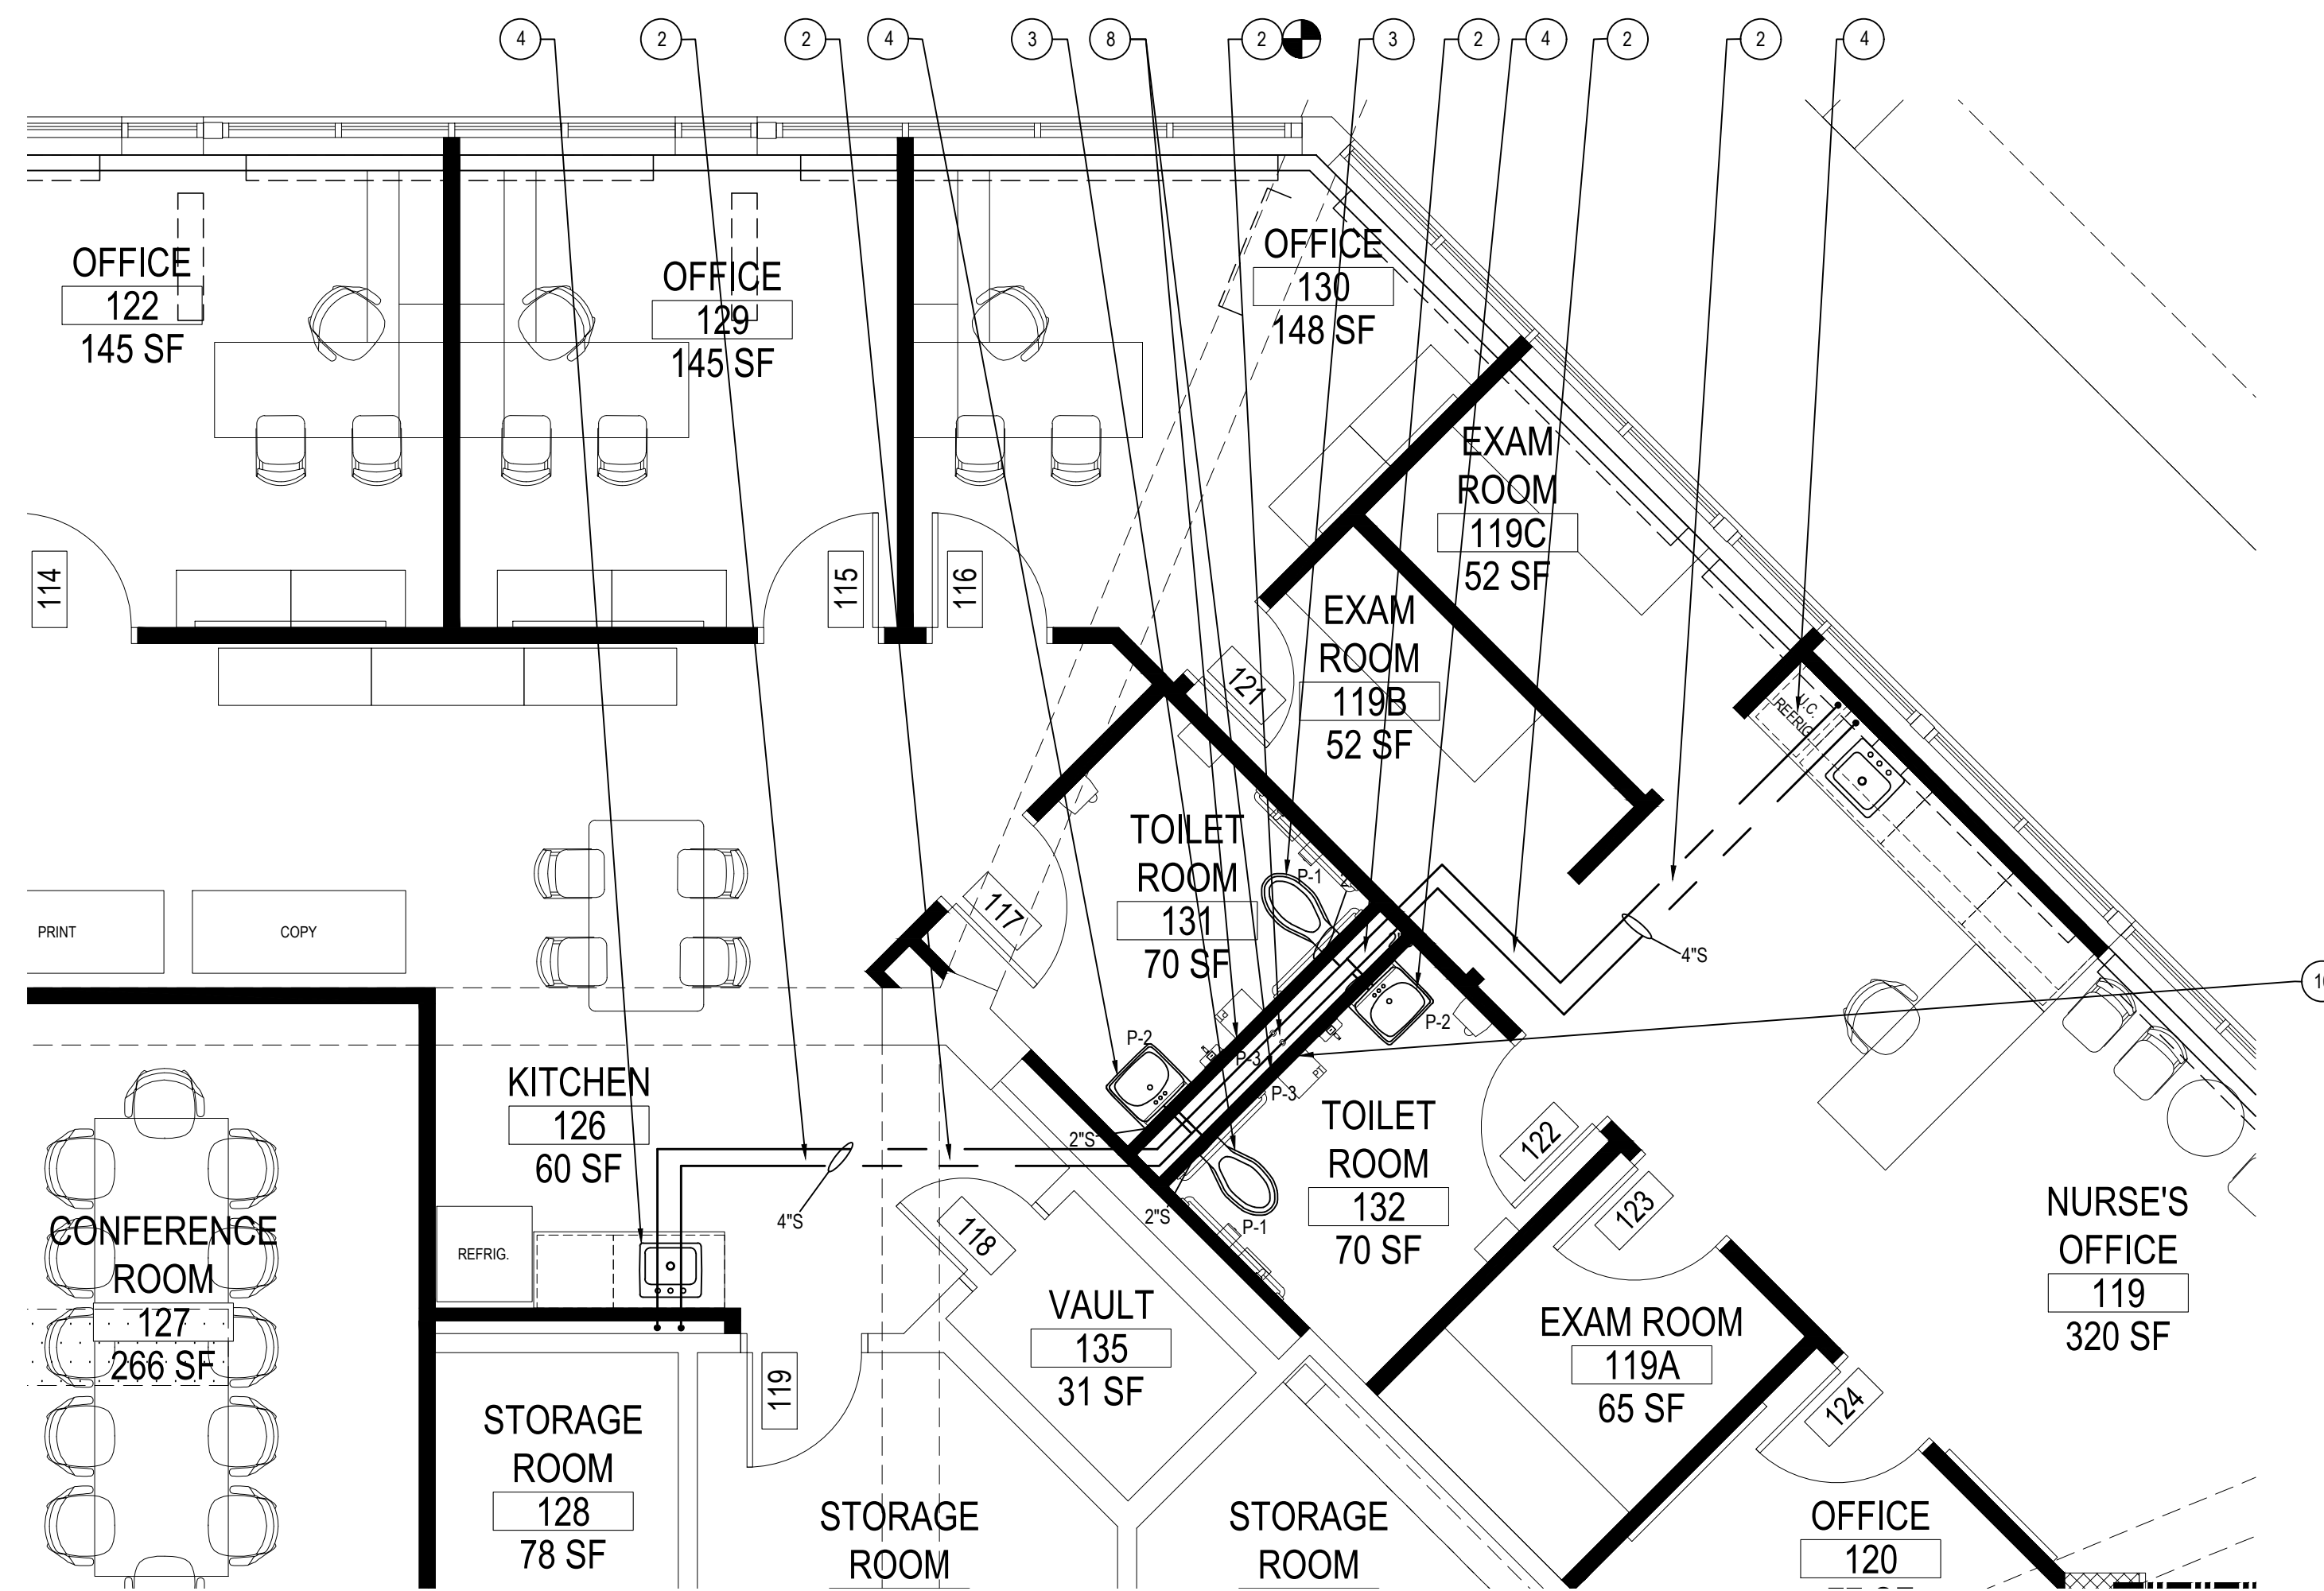 4
2
2
4
3
8
2
3
2
4
2
2
4
OFFICE
122
145 SF
OFFICE
129
145 SF
OFFICE
130
148 SF
EXAM
ROOM
119C
52 SF
EXAM
ROOM
119B
52 SF
114
115
116
121
U.C.
REFRIG.
TOILET
ROOM
131
70 SF
P-1
117
PRINT
COPY
4"S
P-2
P-2
P-3
P-3
KITCHEN
126
60 SF
2"S
TOILET
ROOM
132
70 SF
122
123
4"S
2"S
P-1
118
REFRIG.
CONFERENCE
ROOM
127
266 SF
NURSE'S
OFFICE
119
320 SF
VAULT
135
31 SF
EXAM ROOM
119A
65 SF
119
124
STORAGE
ROOM
128
78 SF
STORAGE
ROOM
STORAGE
ROOM
OFFICE
120